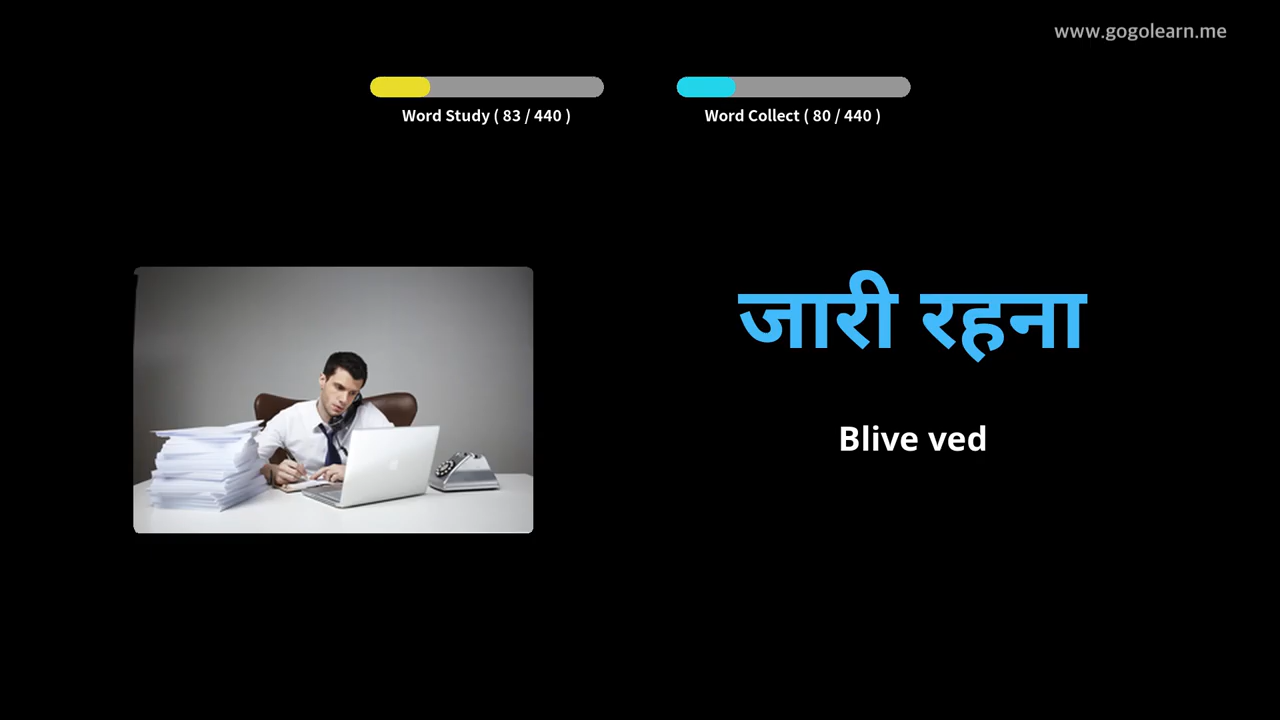 www.gogolearn.me
Word Study ( 83 / 440 )
Word Collect ( 80 / 440 )
जारी रहना
Blive ved